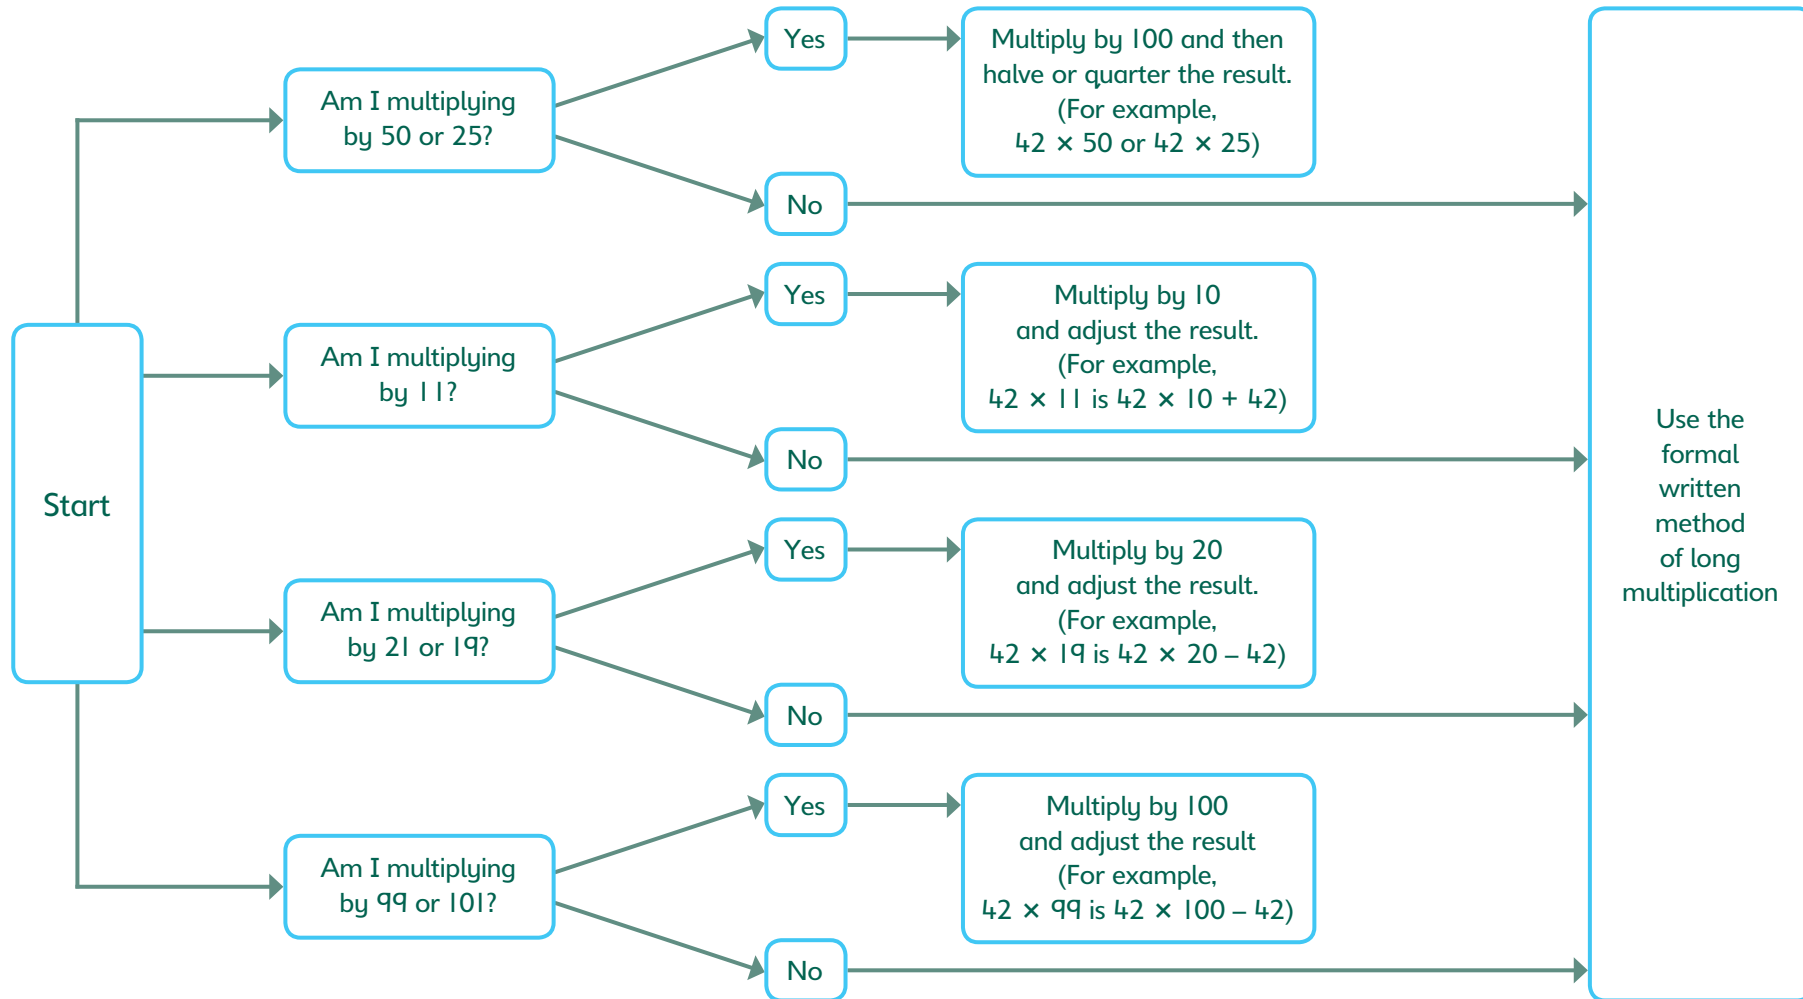 Start
Am I multiplying
by 50 or 25?
Yes
Multiply by 100 and then
halve or quarter the result.
(For example,
42 × 50 or 42 × 25)
No
Am I multiplying
by 11?
Yes
Multiply by 10
and adjust the result.
(For example,
42 × 11 is 42 × 10 + 42)
No
Am I multiplying
by 21 or 19?
Yes
Multiply by 20
and adjust the result.
(For example,
42 × 19 is 42 × 20 – 42)
No
Am I multiplying
by 99 or 101?
Yes
Multiply by 100
and adjust the result
(For example,
42 × 99 is 42 × 100 – 42)
No
Use the
formal
written
method
of long
multiplication